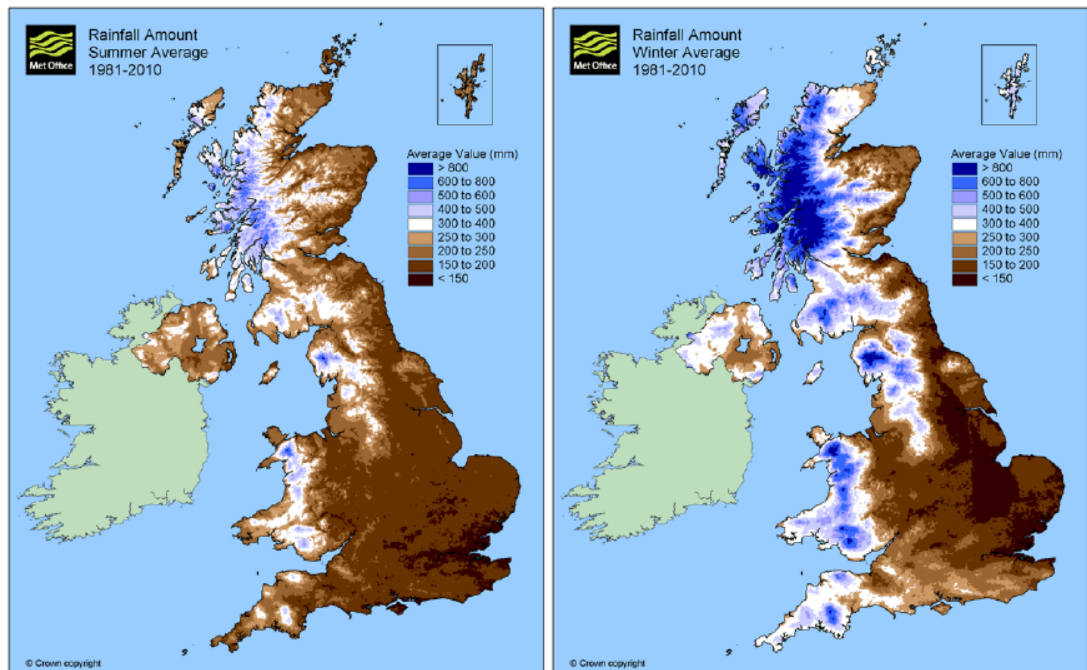 Met Office
Rainfall Amount
Summer Average
1981-2010
Average Value (mm)
> 800
600 to 800
500 to 600
400 to 500
300 to 400
250 to 300
200 to 250
150 to 200
< 150
© Crown copyright
Met Office
Rainfall Amount
Winter Average
1981-2010
Average Value (mm)
> 800
600 to 800
500 to 600
400 to 500
300 to 400
250 to 300
200 to 250
150 to 200
< 150
© Crown copyright